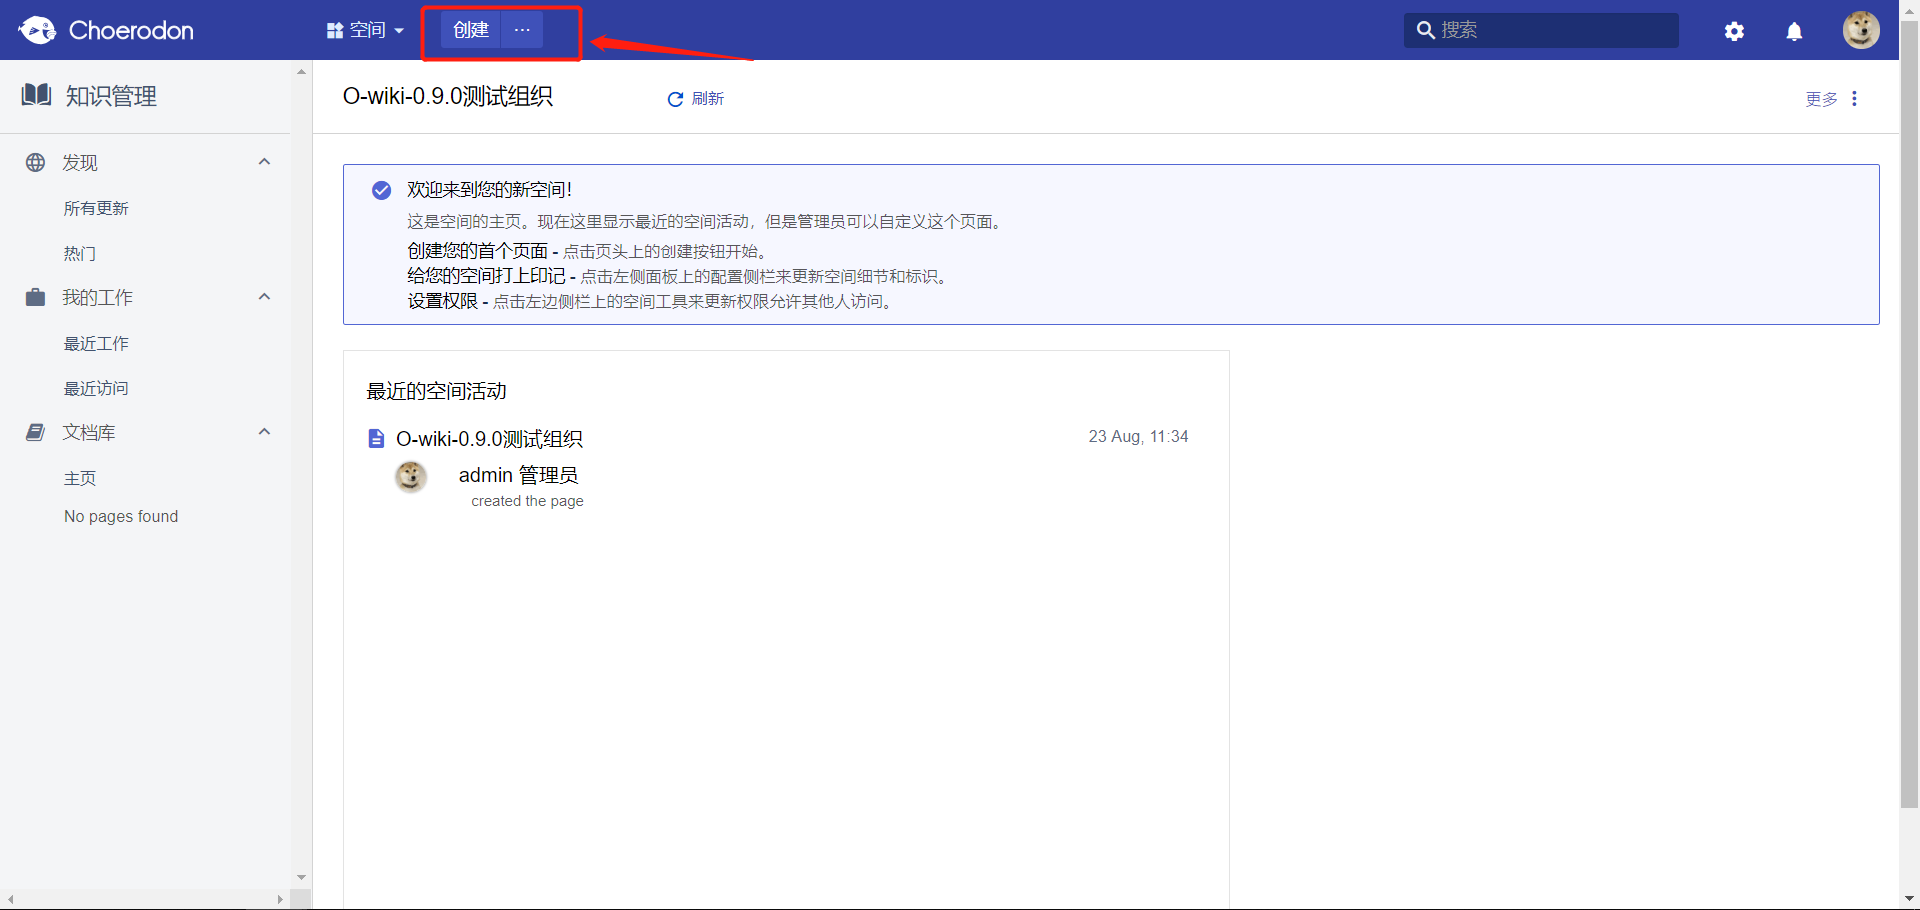 Choerodon
空间
创建
...
搜索
知识管理
发现
所有更新
热门
我的工作
最近工作
最近访问
文档库
主页
No pages found
O-wiki-0.9.0测试组织
刷新
更多
欢迎来到您的新空间!
这是空间的主页。现在这里显示最近的空间活动，但是管理员可以自定义这个页面。
创建您的首个页面 - 点击页头上的创建按钮开始。
给您的空间打上印记 - 点击左侧面板上的配置侧栏来更新空间细节和标识。
设置权限 - 点击左边侧栏上的空间工具来更新权限允许其他人访问。
最近的空间活动
O-wiki-0.9.0测试组织
23 Aug, 11:34
admin 管理员
created the page